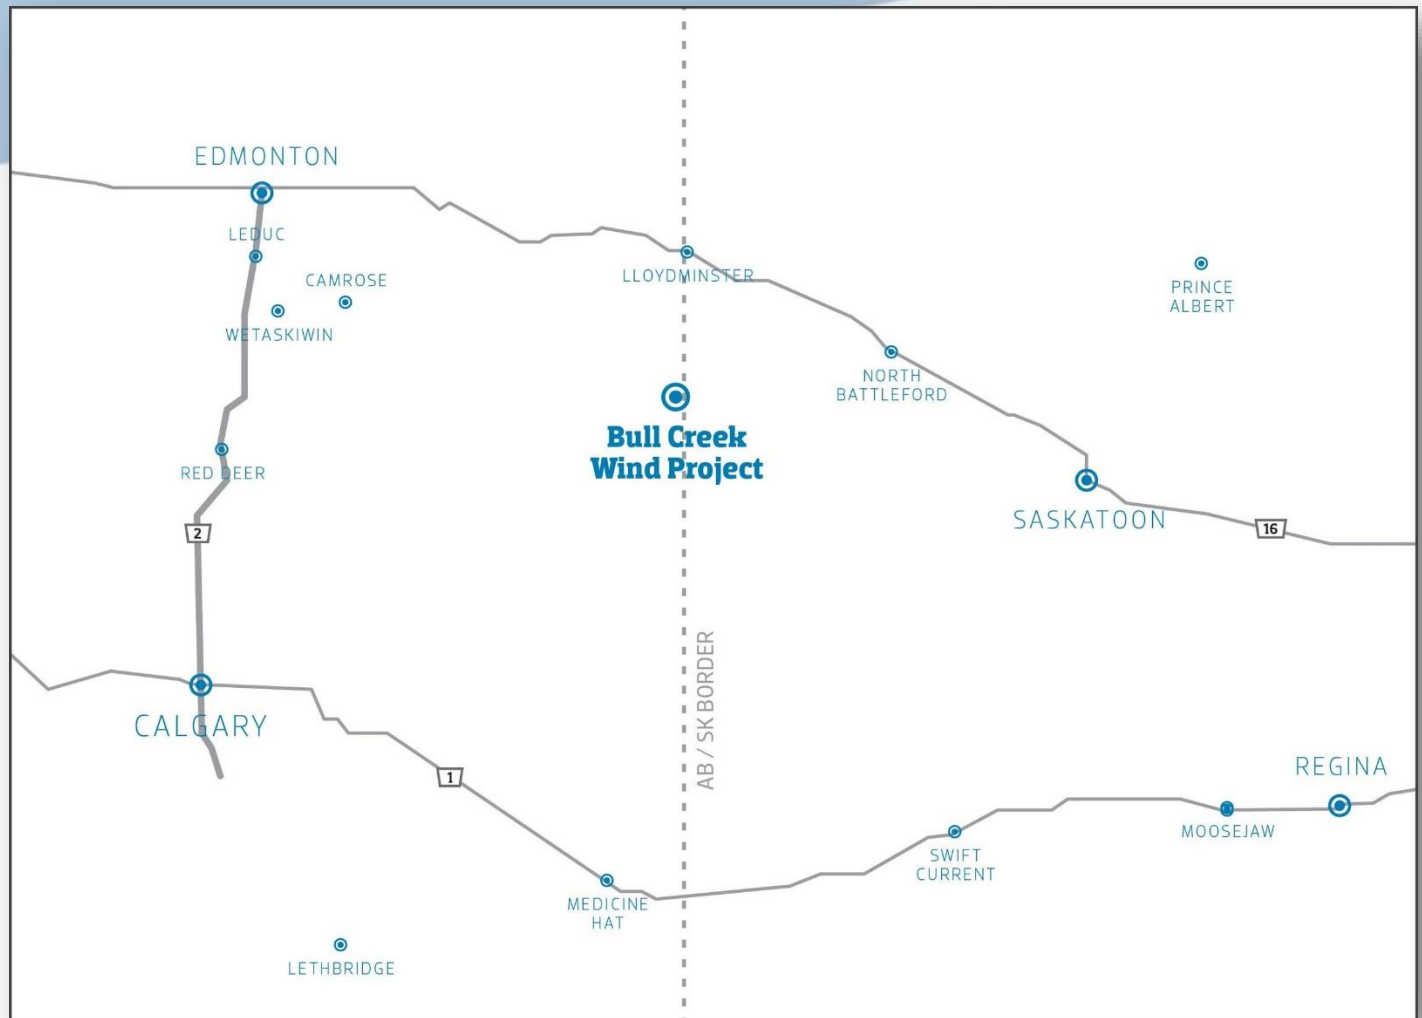 EDMONTON
LEDUC
CAMROSE
WETASKIWIN
LLOYDMINSTER
PRINCE
ALBERT
NORTH
BATTLEFORD
Bull Creek
Wind Project
RED DEER
2
SASKATOON
16
CALGARY
AB / SK BORDER
1
REGINA
MOOSEJAW
SWIFT
CURRENT
MEDICINE
HAT
LETHBRIDGE